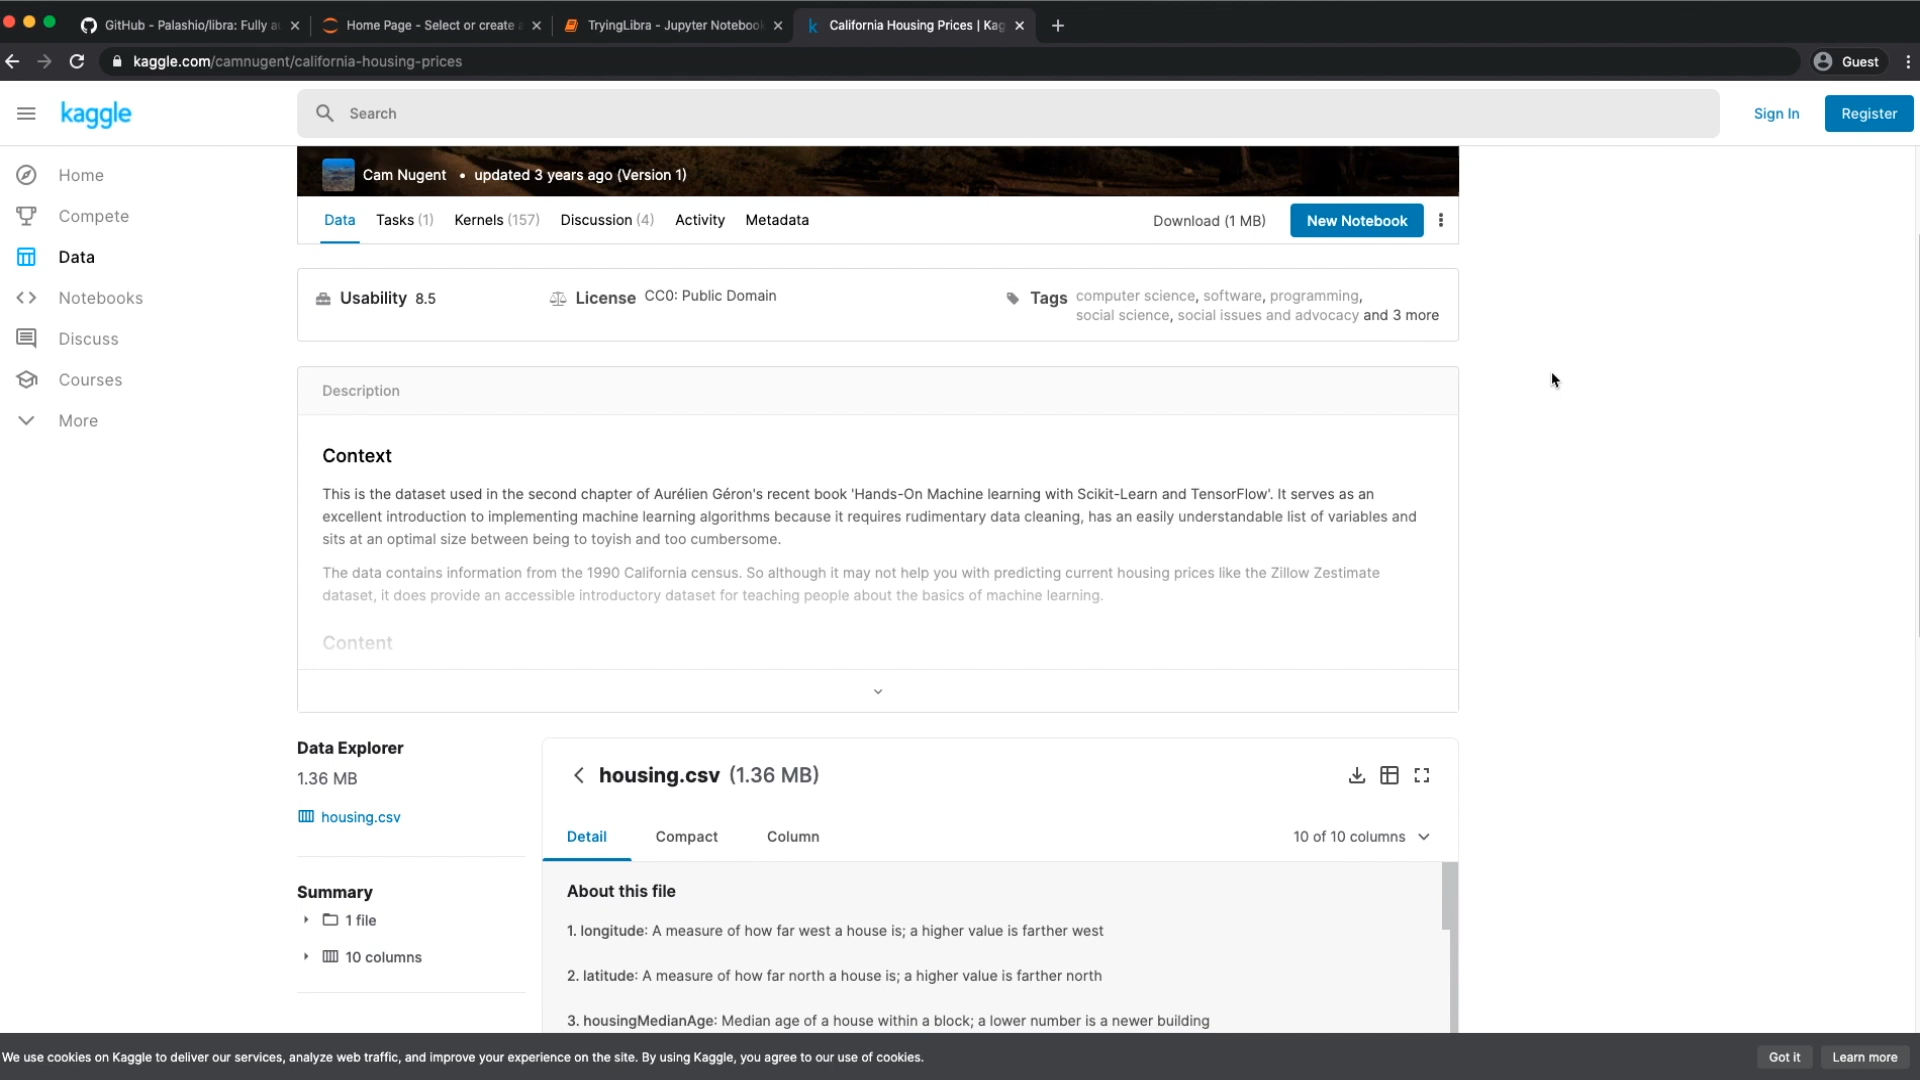 GitHub - Palashio/libra: Fully a
Home Page - Select or create a
TryingLibra - Jupyter Notebook
California Housing Prices | Kag
kaggle.com/camnugent/california-housing-prices
Guest
kaggle
Search
Sign In
Register
Home
Compete
Data
Notebooks
Discuss
Courses
More
Cam Nugent • updated 3 years ago (Version 1)
Data Tasks (1) Kernels (157) Discussion (4) Activity Metadata Download (1 MB) New Notebook
Usability 8.5 License CC0: Public Domain Tags computer science, software, programming,
social science, social issues and advocacy and 3 more
Description
Context
This is the dataset used in the second chapter of Aurélien Géron's recent book 'Hands-On Machine learning with Scikit-Learn and TensorFlow'. It serves as an
excellent introduction to implementing machine learning algorithms because it requires rudimentary data cleaning, has an easily understandable list of variables and
sits at an optimal size between being to toyish and too cumbersome.
The data contains information from the 1990 California census. So although it may not help you with predicting current housing prices like the Zillow Zestimate
dataset, it does provide an accessible introductory dataset for teaching people about the basics of machine learning.
Content
Data Explorer
1.36 MB
housing.csv
Summary
1 file
10 columns
housing.csv (1.36 MB)
Detail Compact Column 10 of 10 columns
About this file
1. longitude: A measure of how far west a house is; a higher value is farther west
2. latitude: A measure of how far north a house is; a higher value is farther north
3. housingMedianAge: Median age of a house within a block; a lower number is a newer building
We use cookies on Kaggle to deliver our services, analyze web traffic, and improve your experience on the site. By using Kaggle, you agree to our use of cookies.
Got it
Learn more